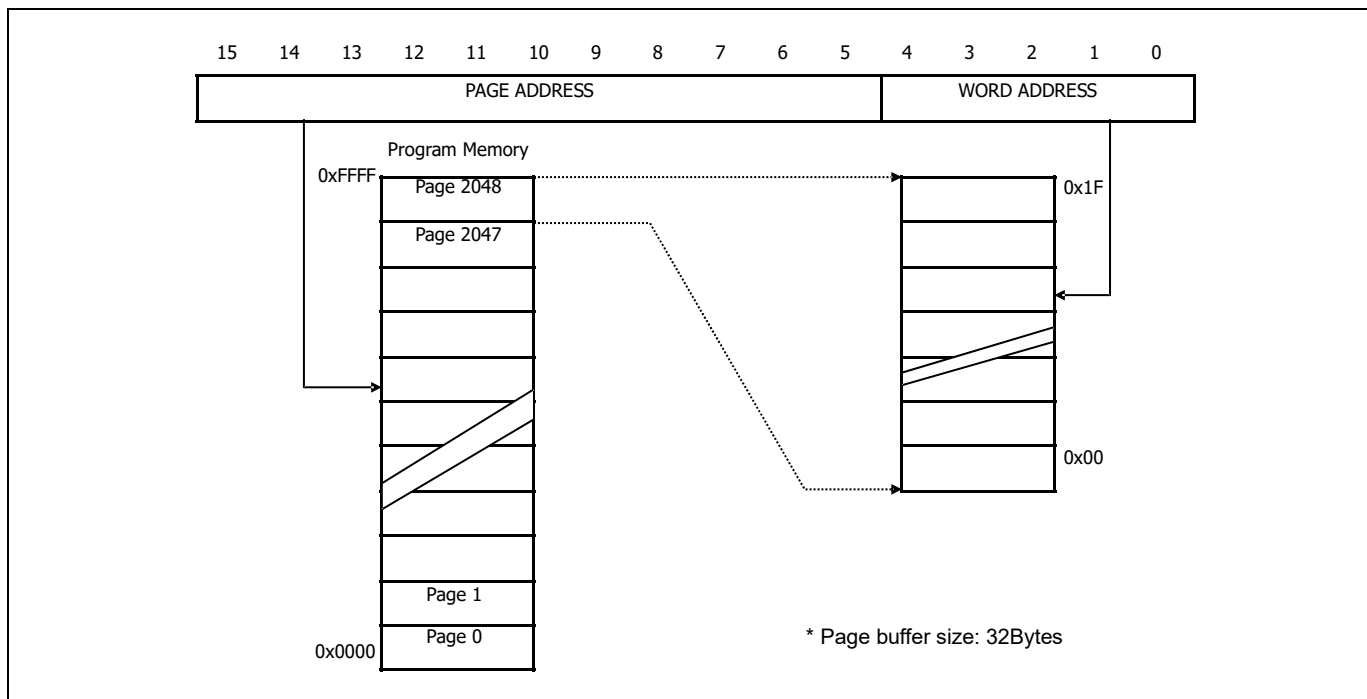 15 14 13 12 11 10 9 8 7 6 5 4 3 2 1 0
PAGE ADDRESS WORD ADDRESS
Program Memory
0xFFFF Page 2048 0x1F
Page 2047
0x00
Page 1
Page 0 * Page buffer size: 32Bytes
0x0000